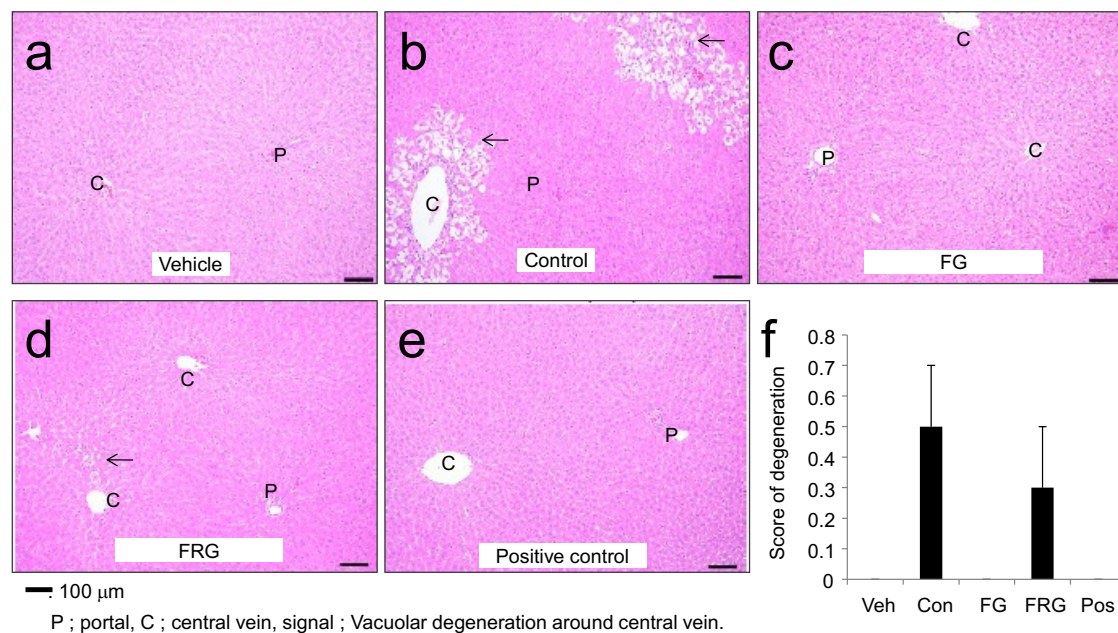 a
C
P
Vehicle
b
C
P
Control
c
C
P
C
FG
d
C
C
P
FRG
e
C
P
Positive control
f
Score of degeneration
0.8
0.7
0.6
0.5
0.4
0.3
0.2
0.1
0
Veh Con FG FRG Pos
: 100 μm
P ; portal, C ; central vein, signal ; Vacuolar degeneration around central vein.